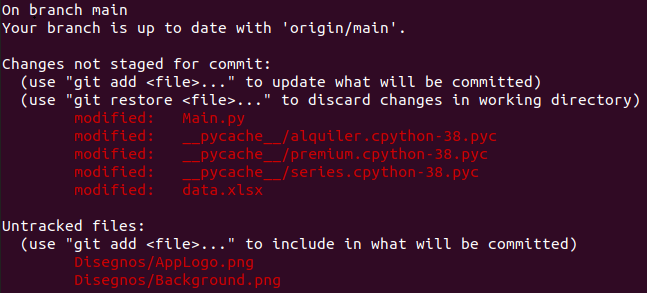 On branch main
Your branch is up to date with 'origin/main'.
Changes not staged for commit:
(use "git add <file>..." to update what will be committed)
(use "git restore <file>..." to discard changes in working directory)
modified: Main.py
modified: __pycache__/alquiler.cpython-38.pyc
modified: __pycache__/premium.cpython-38.pyc
modified: __pycache__/series.cpython-38.pyc
modified: data.xlsx
Untracked files:
(use "git add <file>..." to include in what will be committed)
Disegnos/AppLogo.png
Disegnos/Background.png